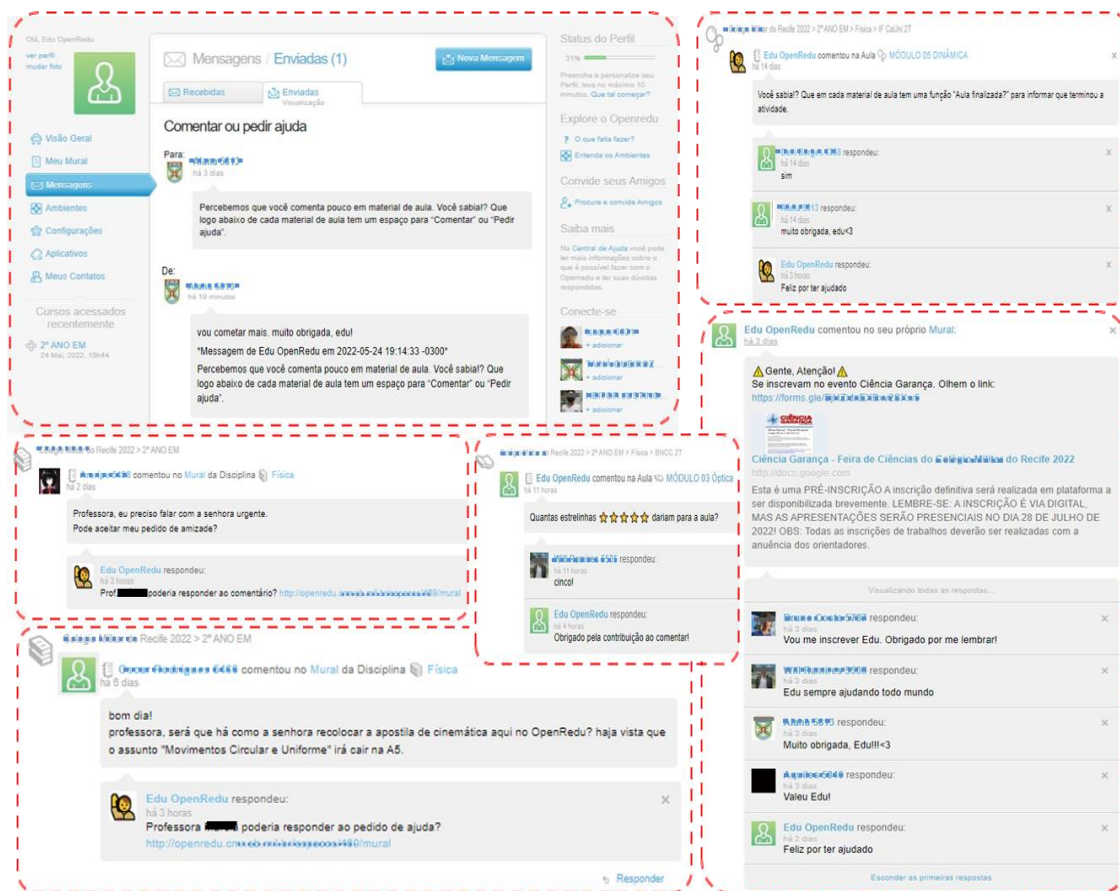 Olá, Edu OpenRedu
ver perfil
mudar foto
Visão Geral
Meu Mural
Mensagens
Ambientes
Configurações
Aplicativos
Meus Contatos
Cursos acessados
recentemente
2º ANO EM
24 Mai, 2022, 10h44
Mensagens / Enviadas (1)
Nova Mensagem
Recebidas
Enviadas
Visualização
Comentar ou pedir ajuda
Para:
há 3 dias
Percebemos que você comenta pouco em material de aula. Você sabia!? Que
logo abaixo de cada material de aula tem um espaço para "Comentar" ou "Pedir
ajuda".
De:
há 19 minutos
vou cometar mais. muito obrigada, edu!
*Messagem de Edu OpenRedu em 2022-05-24 19:14:33 -0300*
Percebemos que você comenta pouco em material de aula. Você sabia!? Que
logo abaixo de cada material de aula tem um espaço para "Comentar" ou "Pedir
ajuda".
Status do Perfil
31%
Preencha e personalize seu
Perfil, leva no máximo 10
minutos. Que tal começar?
Explore o Openredu
? O que falta fazer?
Entenda os Ambientes
Convide seus Amigos
Procure e convide Amigos
Saiba mais
Na Central de Ajuda você pode
ler mais informações sobre o
que é possível fazer com o
Openredu e ter suas dúvidas
respondidas.
Conecte-se
+ adicionar
+ adicionar
+ adicionar
do Recife 2022 > 2º ANO EM > Física > IF CaUni 2T
Edu OpenRedu comentou na Aula MÓDULO 05 DINÂMICA
há 14 dias
Você sabia!? Que em cada material de aula tem uma função "Aula finalizada?" para informar que terminou a
atividade.
respondeu:
há 14 dias
sim
respondeu:
há 14 dias
muito obrigada, edu<3
Edu OpenRedu respondeu:
há 3 horas
Feliz por ter ajudado
Edu OpenRedu comentou no seu próprio Mural:
há 3 dias
Gente, Atenção!
Se inscrevam no evento Ciência Garança. Olhem o link:
https://forms.gle/
CIÊNCIA
GARANÇA
Ciência Garança - Feira de Ciências do do Recife 2022
http://docs.google.com
Esta é uma PRÉ-INSCRIÇÃO A inscrição definitiva será realizada em plataforma a
ser disponibilizada brevemente. LEMBRE-SE: A INSCRIÇÃO É VIA DIGITAL,
MAS AS APRESENTAÇÕES SERÃO PRESENCIAIS NO DIA 28 DE JULHO DE
2022! OBS: Todas as inscrições de trabalhos deverão ser realizadas com a
anuência dos orientadores.
Visualizando todas as respostas...
respondeu:
há 3 dias
Vou me inscrever Edu. Obrigado por me lembrar!
respondeu:
há 3 dias
Edu sempre ajudando todo mundo
respondeu:
há 3 dias
Muito obrigada, Edu!!!<3
respondeu:
há 3 dias
Valeu Edu!
Edu OpenRedu respondeu:
há 2 dias
Feliz por ter ajudado
Esconder as primeiras respostas
do Recife 2022 > 2º ANO EM
comentou no Mural da Disciplina Física
há 2 dias
Professora, eu preciso falar com a senhora urgente.
Pode aceitar meu pedido de amizade?
Edu OpenRedu respondeu:
há 3 horas
Prof. poderia responder ao comentário? http://openredu. /mural
Recife 2022 > 2º ANO EM > Física > BNCC 2T
Edu OpenRedu comentou na Aula MÓDULO 03 Óptica
há 11 horas
Quantas estrelinhas dariam para a aula?
respondeu:
há 11 horas
cinco!
Edu OpenRedu respondeu:
há 4 horas
Obrigado pela contribuição ao comentar!
Recife 2022 > 2º ANO EM
comentou no Mural da Disciplina Física
há 6 dias
bom dia!
professora, será que há como a senhora recolocar a apostila de cinemática aqui no OpenRedu? haja vista que
o assunto "Movimentos Circular e Uniforme" irá cair na A5.
Edu OpenRedu respondeu:
há 3 horas
Professora poderia responder ao pedido de ajuda?
http://openredu. /mural
Responder